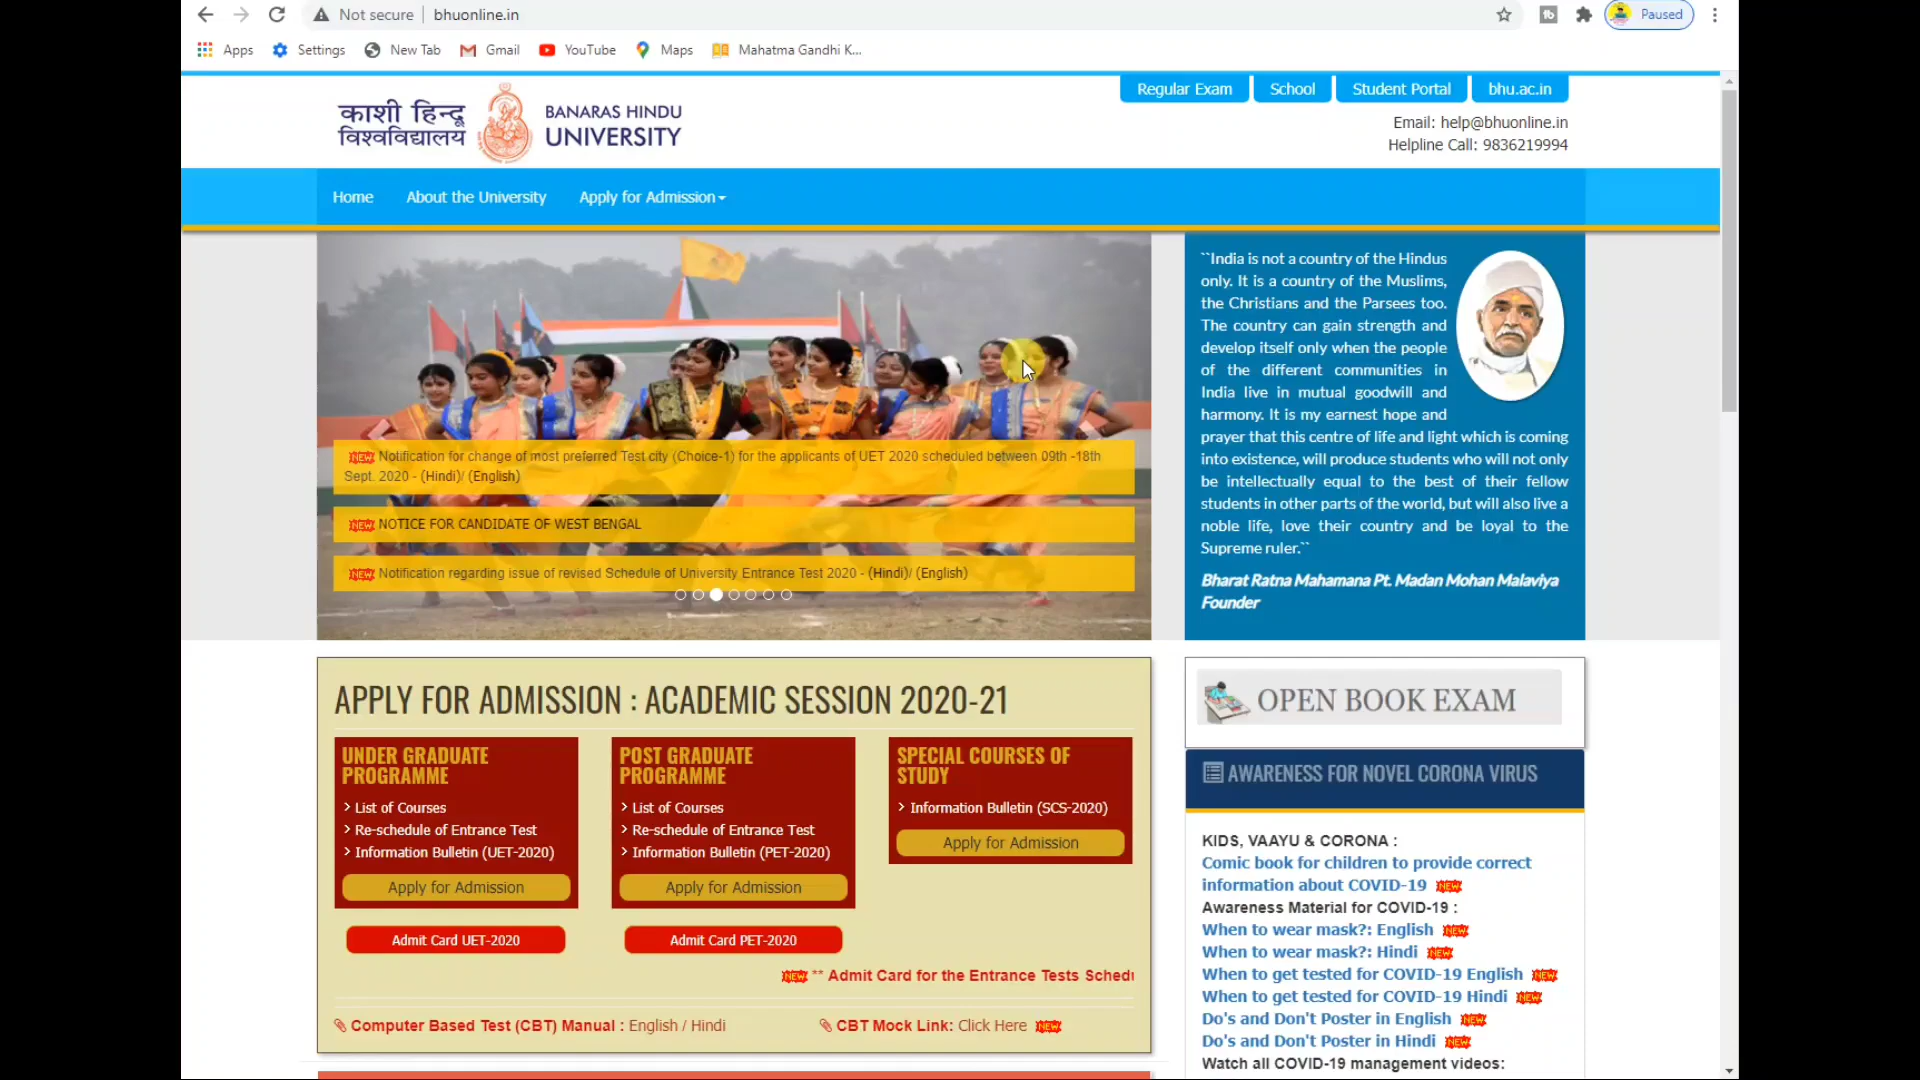 Not secure | bhuonline.in
Paused
Apps Settings New Tab Gmail YouTube Maps Mahatma Gandhi K...
Regular Exam School Student Portal bhu.ac.in
काशी हिन्दू
विश्वविद्यालय
BANARAS HINDU
UNIVERSITY
Email: help@bhuonline.in
Helpline Call: 9836219994
Home About the University Apply for Admission
NEW Notification for change of most preferred Test city (Choice-1) for the applicants of UET 2020 scheduled between 09th -18th
Sept. 2020 - (Hindi)/ (English)
NEW NOTICE FOR CANDIDATE OF WEST BENGAL
NEW Notification regarding issue of revised Schedule of University Entrance Test 2020 - (Hindi)/ (English)
``India is not a country of the Hindus
only. It is a country of the Muslims,
the Christians and the Parsees too.
The country can gain strength and
develop itself only when the people
of the different communities in
India live in mutual goodwill and
harmony. It is my earnest hope and
prayer that this centre of life and light which is coming
into existence, will produce students who will not only
be intellectually equal to the best of their fellow
students in other parts of the world, but will also live a
noble life, love their country and be loyal to the
Supreme ruler.``
Bharat Ratna Mahamana Pt. Madan Mohan Malaviya
Founder
APPLY FOR ADMISSION : ACADEMIC SESSION 2020-21
UNDER GRADUATE
PROGRAMME
List of Courses
Re-schedule of Entrance Test
Information Bulletin (UET-2020)
Apply for Admission
Admit Card UET-2020
POST GRADUATE
PROGRAMME
List of Courses
Re-schedule of Entrance Test
Information Bulletin (PET-2020)
Apply for Admission
Admit Card PET-2020
SPECIAL COURSES OF
STUDY
Information Bulletin (SCS-2020)
Apply for Admission
NEW ** Admit Card for the Entrance Tests Schedu
Computer Based Test (CBT) Manual : English / Hindi
CBT Mock Link: Click Here NEW
OPEN BOOK EXAM
AWARENESS FOR NOVEL CORONA VIRUS
KIDS, VAAYU & CORONA :
Comic book for children to provide correct
information about COVID-19 NEW
Awareness Material for COVID-19 :
When to wear mask?: English NEW
When to wear mask?: Hindi NEW
When to get tested for COVID-19 English NEW
When to get tested for COVID-19 Hindi NEW
Do's and Don't Poster in English NEW
Do's and Don't Poster in Hindi NEW
Watch all COVID-19 management videos: